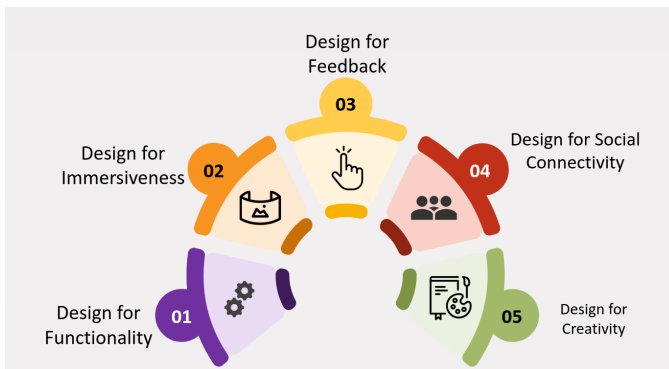 01
Design for
Functionality
02
Design for
Immersiveness
03
Design for
Feedback
04
Design for Social
Connectivity
05
Design for
Creativity